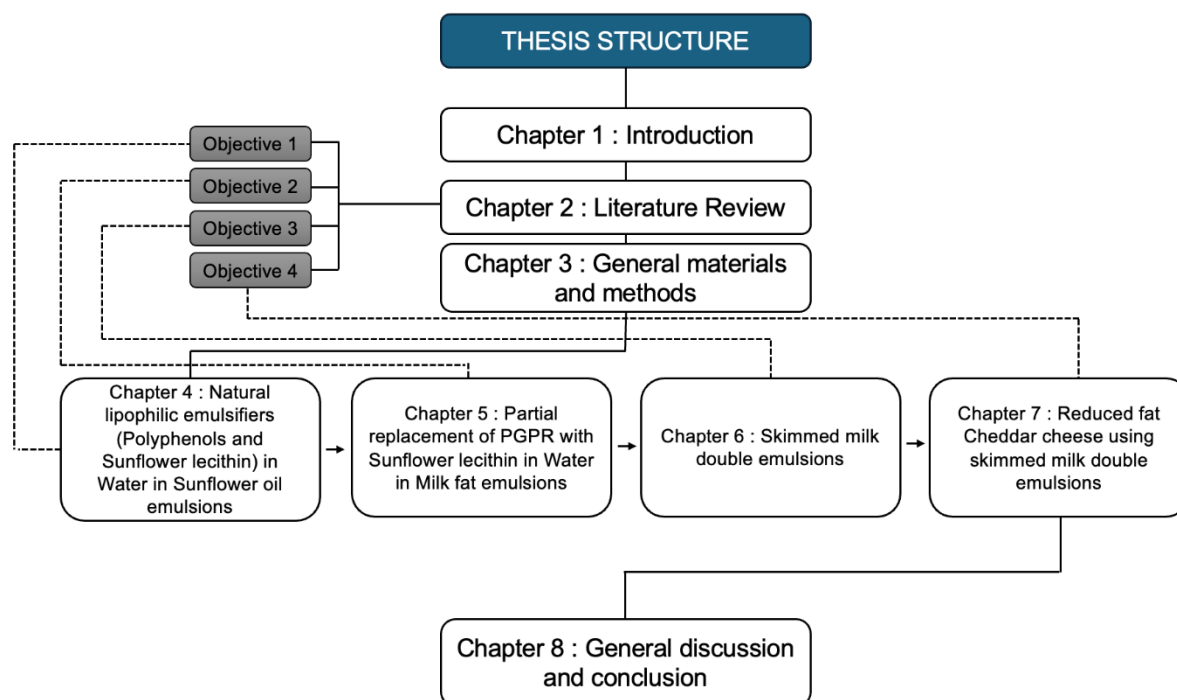 THESIS STRUCTURE
Chapter 1 : Introduction
Objective 1
Objective 2
Objective 3
Objective 4
Chapter 2 : Literature Review
Chapter 3 : General materials
and methods
Chapter 4 : Natural
lipophilic emulsifiers
(Polyphenols and
Sunflower lecithin) in
Water in Sunflower oil
emulsions
Chapter 5 : Partial
replacement of PGPR with
Sunflower lecithin in Water
in Milk fat emulsions
Chapter 6 : Skimmed milk
double emulsions
Chapter 7 : Reduced fat
Cheddar cheese using
skimmed milk double
emulsions
Chapter 8 : General discussion
and conclusion